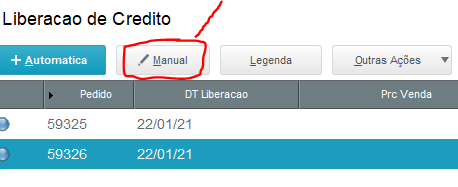 Liberacao de Credito
+ Automatica Manual Legenda Outras Ações
Pedido DT Liberacao Prc Venda
59325 22/01/21
59326 22/01/21